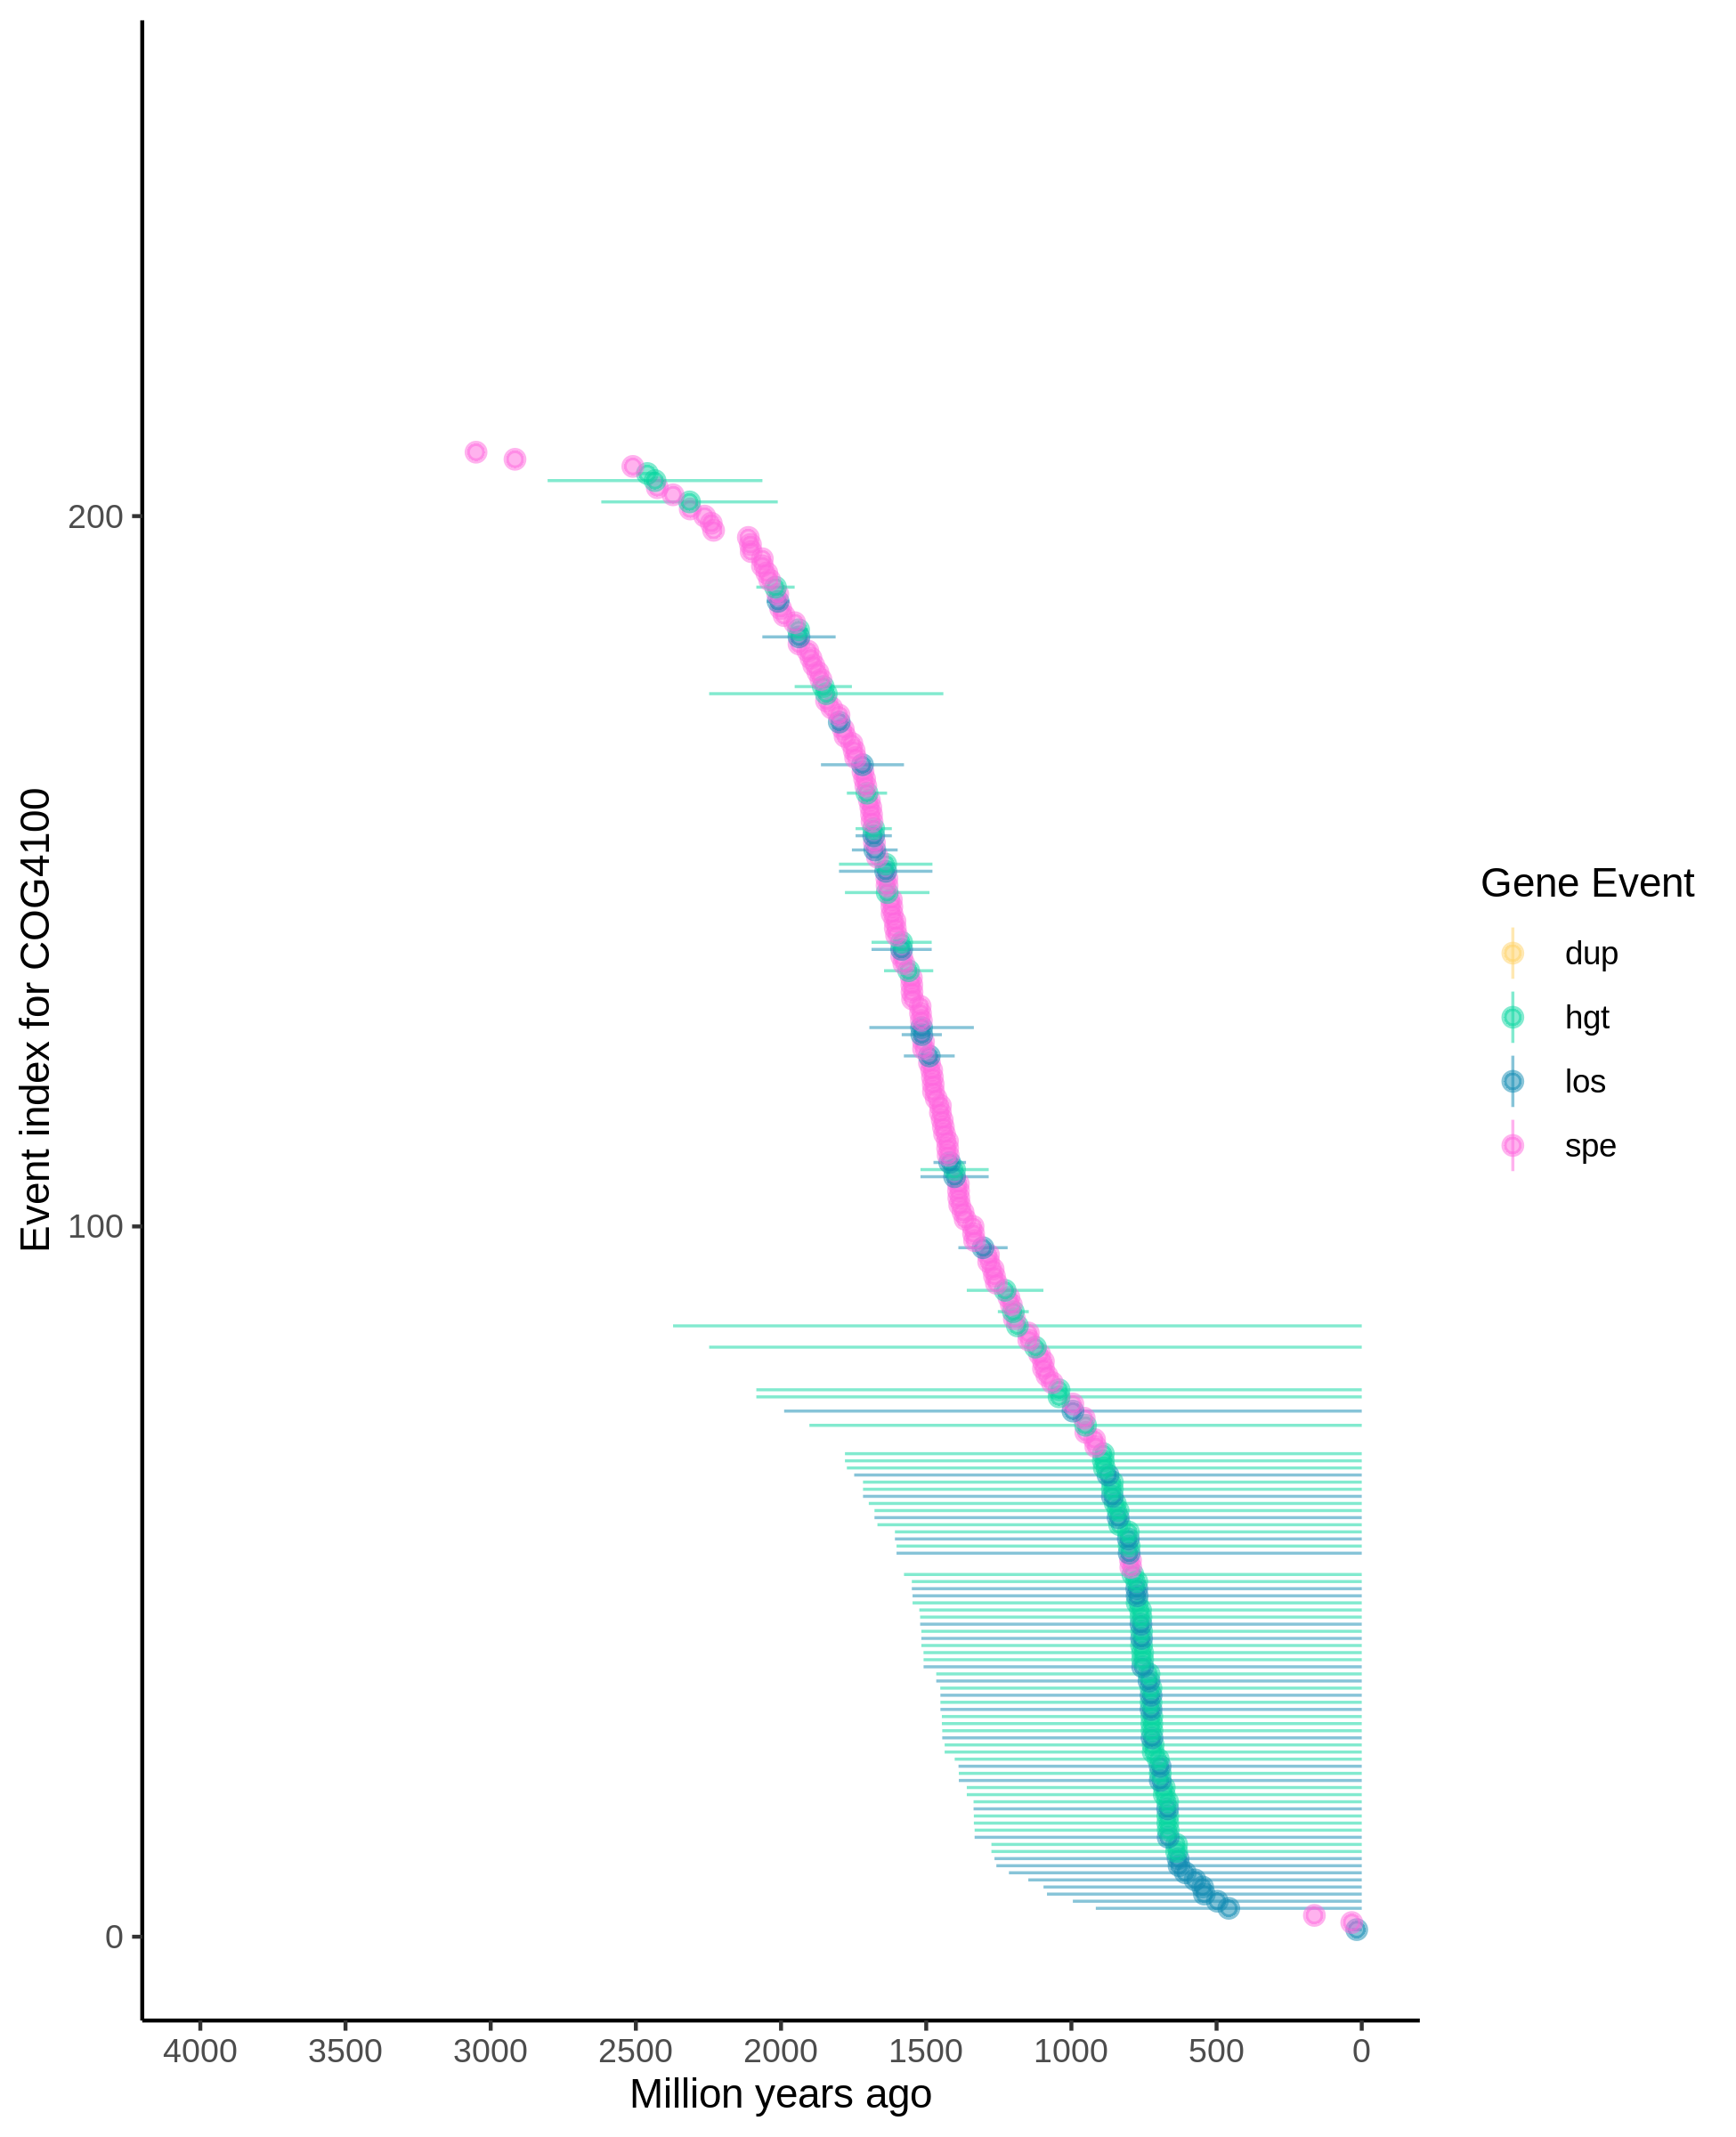 Event index for COG4100
200
100
0
4000 3500 3000 2500 2000 1500 1000 500 0
Million years ago
Gene Event
dup
hgt
los
spe